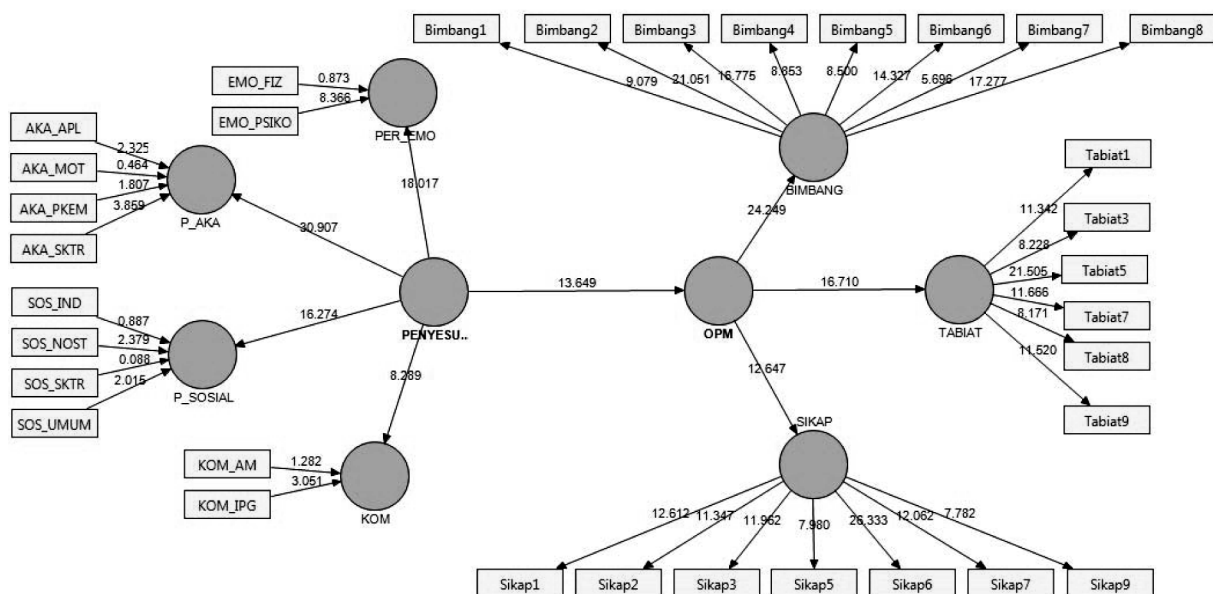 Bimbang1 Bimbang2 Bimbang3 Bimbang4 Bimbang5 Bimbang6 Bimbang7 Bimbang8
9.079 21.051 16.775 8.853 8.500 14.327 5.696 17.277
BIMBANG
EMO_FIZ 0.873
EMO_PSIKO 8.366
PER_EMO
AKA_APL 2.325
AKA_MOT 0.464
AKA_PKEM 1.807
AKA_SKTR 3.859
P_AKA
18.017
30.907
24.249
Tabiat1
11.342
Tabiat3
8.228
Tabiat5
21.505
Tabiat7
11.666
Tabiat8
8.171
Tabiat9
11.520
TABIAT
SOS_IND 0.887
SOS_NOST 2.379
SOS_SKTR 0.088
SOS_UMUM 2.015
P_SOSIAL
16.274
PENYESU..
13.649
OPM
16.710
8.289
12.647
KOM_AM 1.282
KOM_IPG 3.051
KOM
SIKAP
12.612 11.347 11.962 7.980 26.333 12.062 7.782
Sikap1 Sikap2 Sikap3 Sikap5 Sikap6 Sikap7 Sikap9